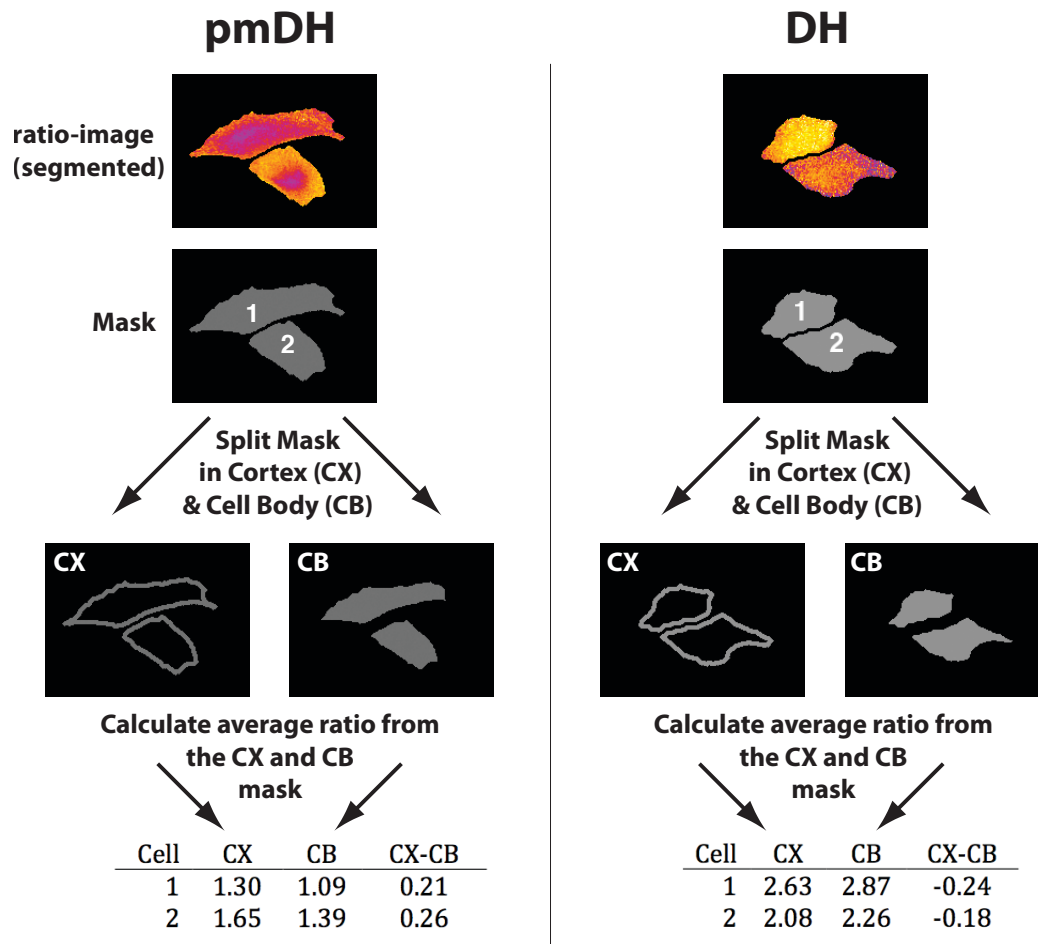 pmDH
ratio-image
(segmented)
Mask
1
2
Split Mask
in Cortex (CX)
& Cell Body (CB)
CX
CB
Calculate average ratio from
the CX and CB
mask
Cell CX CB CX-CB
1 1.30 1.09 0.21
2 1.65 1.39 0.26
DH
1
2
Split Mask
in Cortex (CX)
& Cell Body (CB)
CX
CB
Calculate average ratio from
the CX and CB
mask
Cell CX CB CX-CB
1 2.63 2.87 -0.24
2 2.08 2.26 -0.18